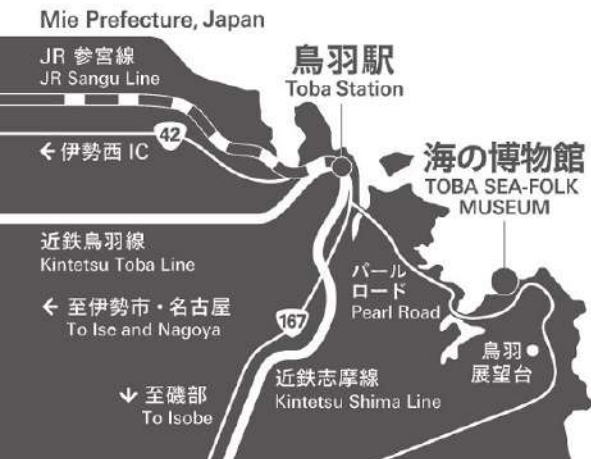 Mie Prefecture, Japan
JR 参宮線
JR Sangu Line
鳥羽駅
Toba Station
42
← 伊勢西 IC
海の博物館
TOBA SEA-FOLK
MUSEUM
近鉄鳥羽線
Kintetsu Toba Line
パール
ロード
Pearl Road
← 至伊勢市・名古屋
To Ise and Nagoya
167
鳥羽
展望台
↓ 至磯部
To Isobe
近鉄志摩線
Kintetsu Shima Line